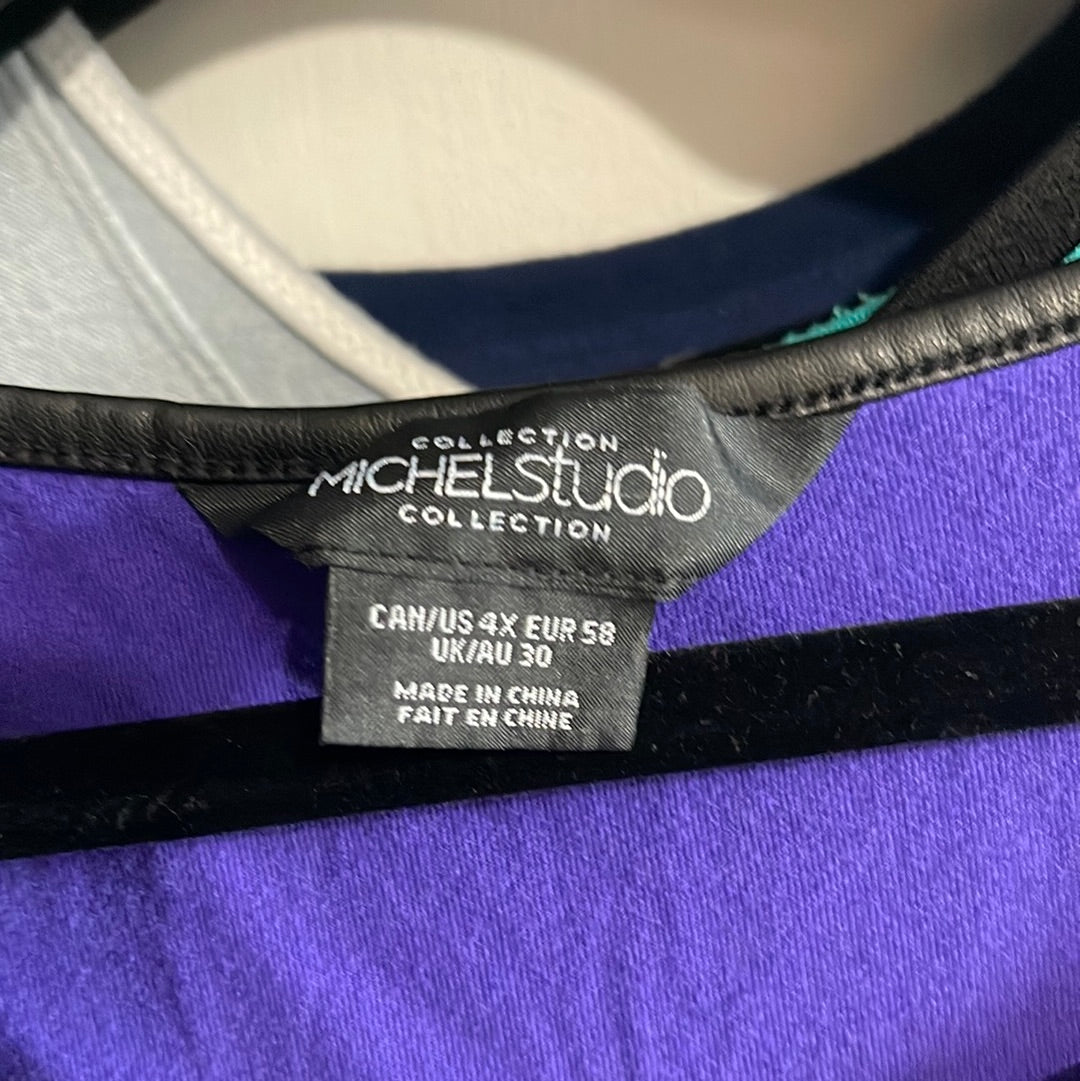 COLLECTION
MICHELStudio
COLLECTION
CAN/US 4X EUR 58
UK/AU 30
MADE IN CHINA
FAIT EN CHINE